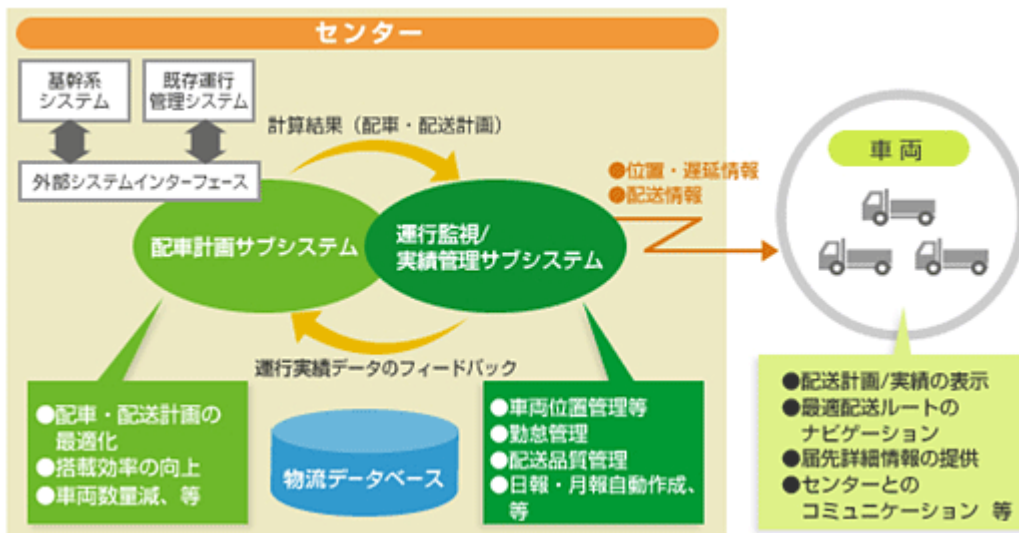 センター
基幹系
システム
既存運行
管理システム
外部システムインターフェース
計算結果（配車・配送計画）
配車計画サブシステム
運行監視/
実績管理サブシステム
運行実績データのフィードバック
●配車・配送計画の
最適化
●搭載効率の向上
●車両数量減、等
物流データベース
●車両位置管理等
●勤怠管理
●配送品質管理
●日報・月報自動作成、
等
●位置・遅延情報
●配送情報
車両
●配送計画/実績の表示
●最適配送ルートの
ナビゲーション
●届先詳細情報の提供
●センターとの
コミュニケーション 等